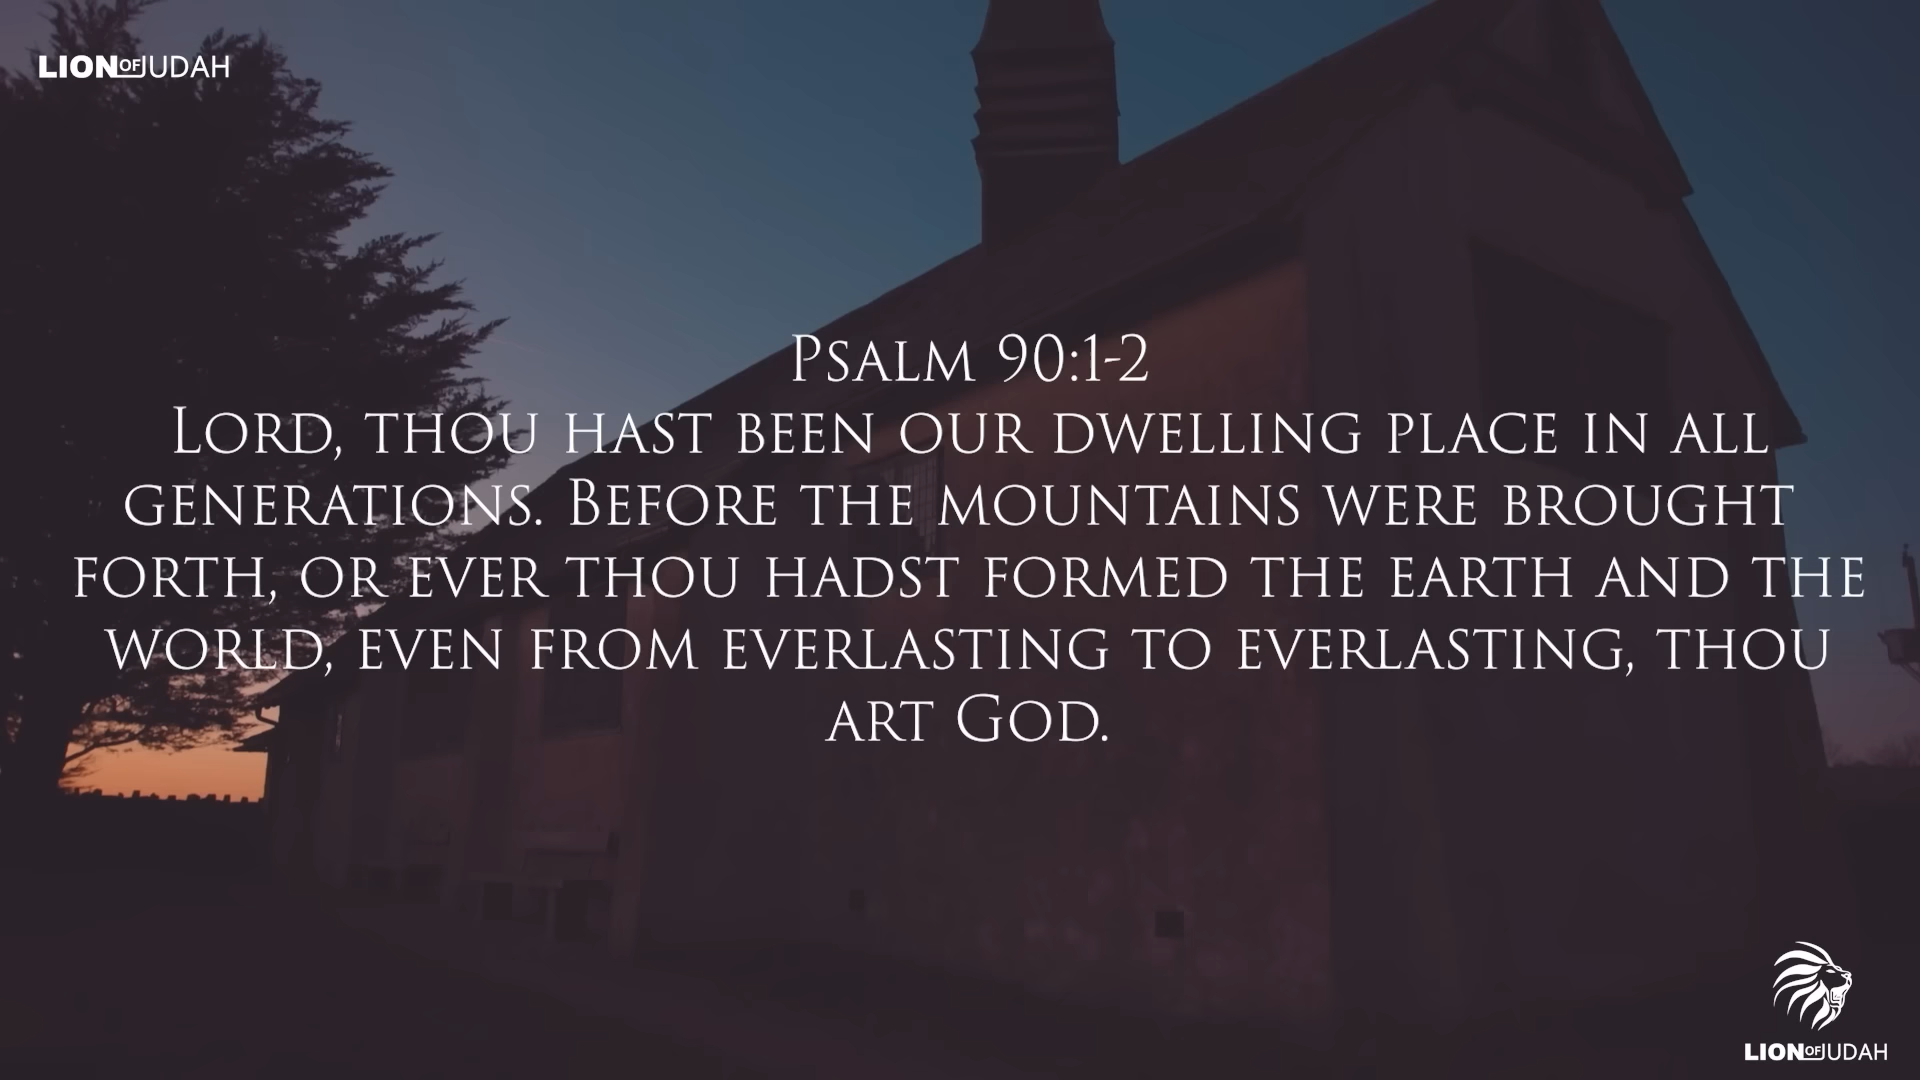 LION OF JUDAH
Psalm 90:1-2
Lord, thou hast been our dwelling place in all
generations. Before the mountains were brought
forth, or ever thou hadst formed the earth and the
world, even from everlasting to everlasting, thou
art God.
LION OF JUDAH